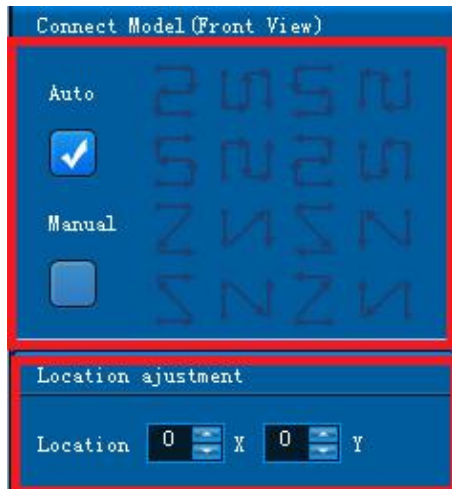 Connect Model(Front View)
Auto
Manual
Location ajustment
Location 0 X 0 Y